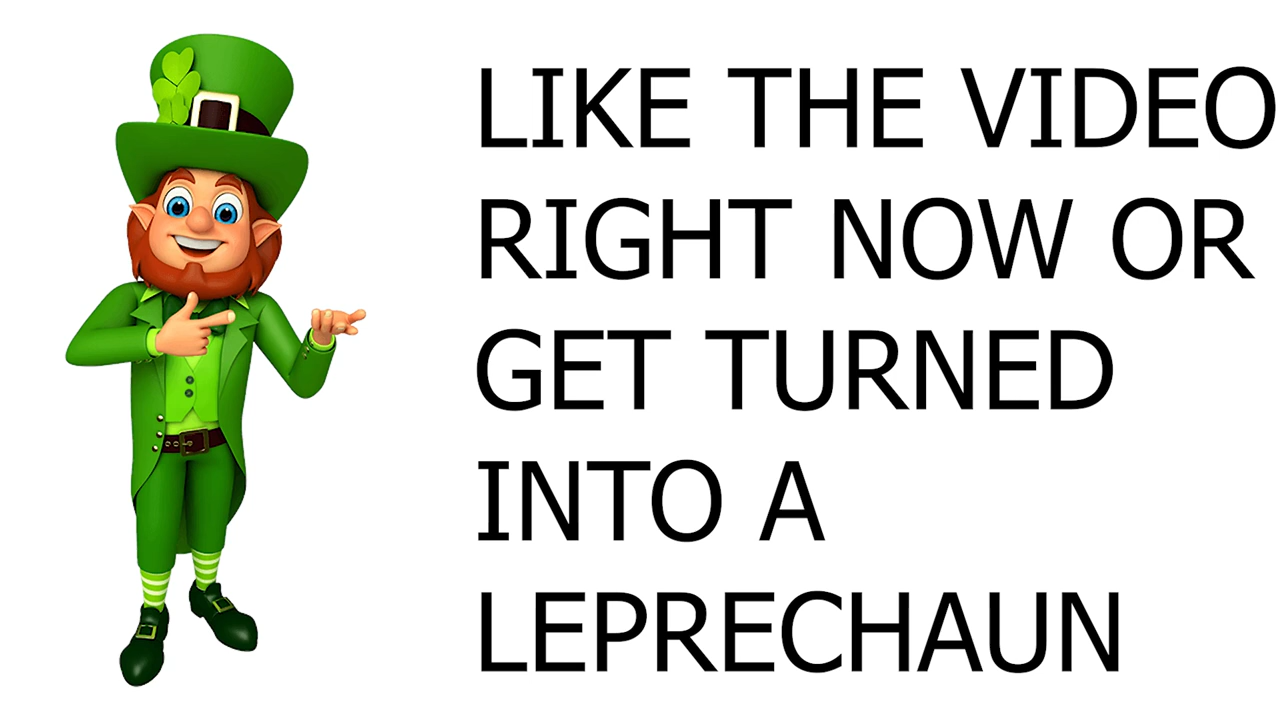 LIKE THE VIDEO
RIGHT NOW OR
GET TURNED
INTO A
LEPRECHAUN